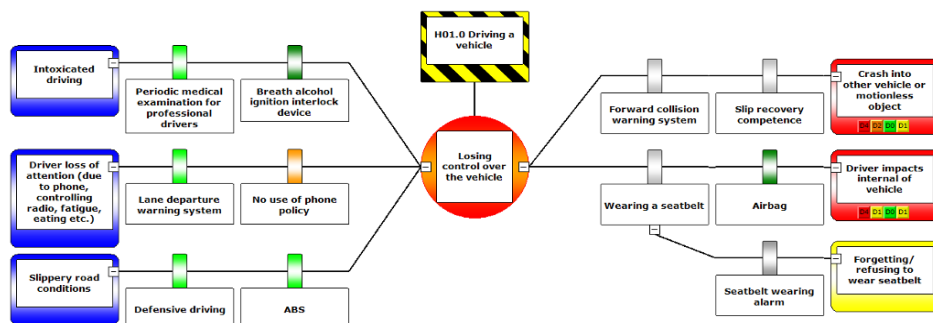 H01.0 Driving a
vehicle
Intoxicated
driving
Periodic medical
examination for
professional
drivers
Breath alcohol
ignition interlock
device
Forward collision
warning system
Slip recovery
competence
Crash into
other vehicle or
motionless
object
D4 D2 D0 D1
Driver loss of
attention (due
to phone,
controlling
radio, fatigue,
eating etc.)
Lane departure
warning system
No use of phone
policy
Losing
control over
the vehicle
Wearing a seatbelt
Airbag
Driver impacts
internal of
vehicle
D4 D1 D0 D1
Slippery road
conditions
Defensive driving
ABS
Seatbelt wearing
alarm
Forgetting/
refusing to
wear seatbelt